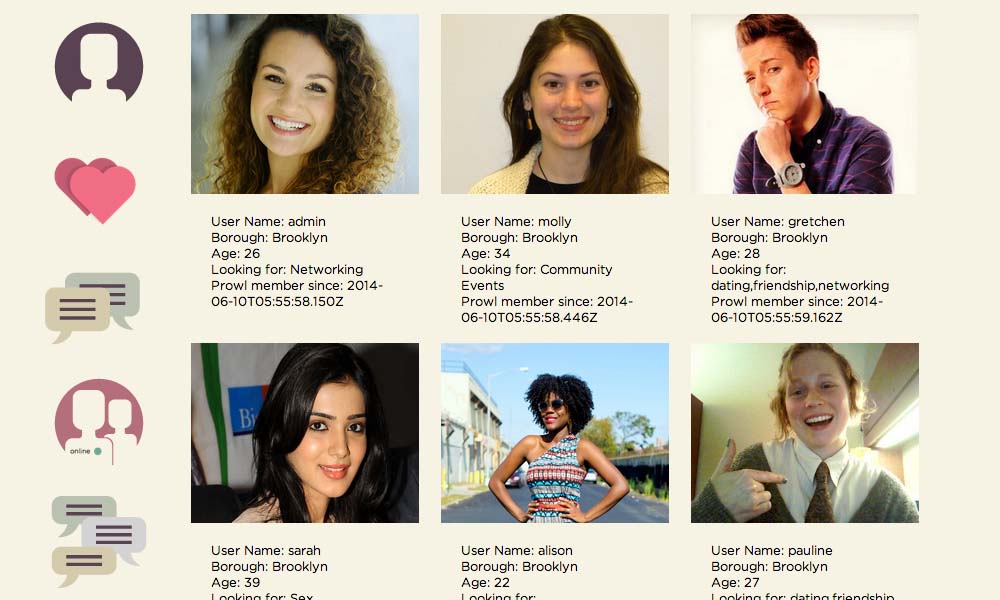 User Name: admin
Borough: Brooklyn
Age: 26
Looking for: Networking
Prowl member since: 2014-
06-10T05:55:58.150Z
User Name: molly
Borough: Brooklyn
Age: 34
Looking for: Community
Events
Prowl member since: 2014-
06-10T05:55:58.446Z
User Name: gretchen
Borough: Brooklyn
Age: 28
Looking for:
dating,friendship,networking
Prowl member since: 2014-
06-10T05:55:59.162Z
online
Bi
User Name: sarah
Borough: Brooklyn
Age: 39
Looking for: Sex
User Name: alison
Borough: Brooklyn
Age: 22
Looking for:
User Name: pauline
Borough: Brooklyn
Age: 27
Looking for: dating,friendship